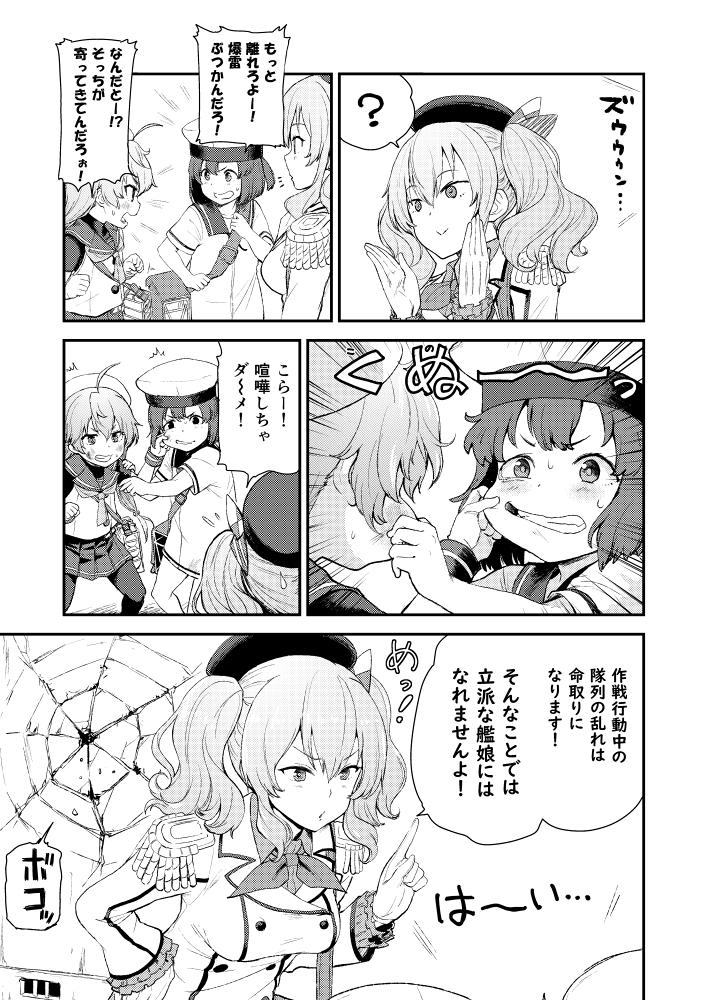 ズウゥゥン…
?
もっと
離れろよー!
爆雷
ぶつかんだろ!
なんだとー!?
そっちが
寄ってきてんだろぉ!
ぬ〜っ
く
こらー!
喧嘩しちゃ
ダ〜メ!
作戦行動中の
隊列の乱れは
命取りに
なります!
そんなことでは
立派な艦娘には
なれませんよ!
めっ!
は〜い…
ボコッ